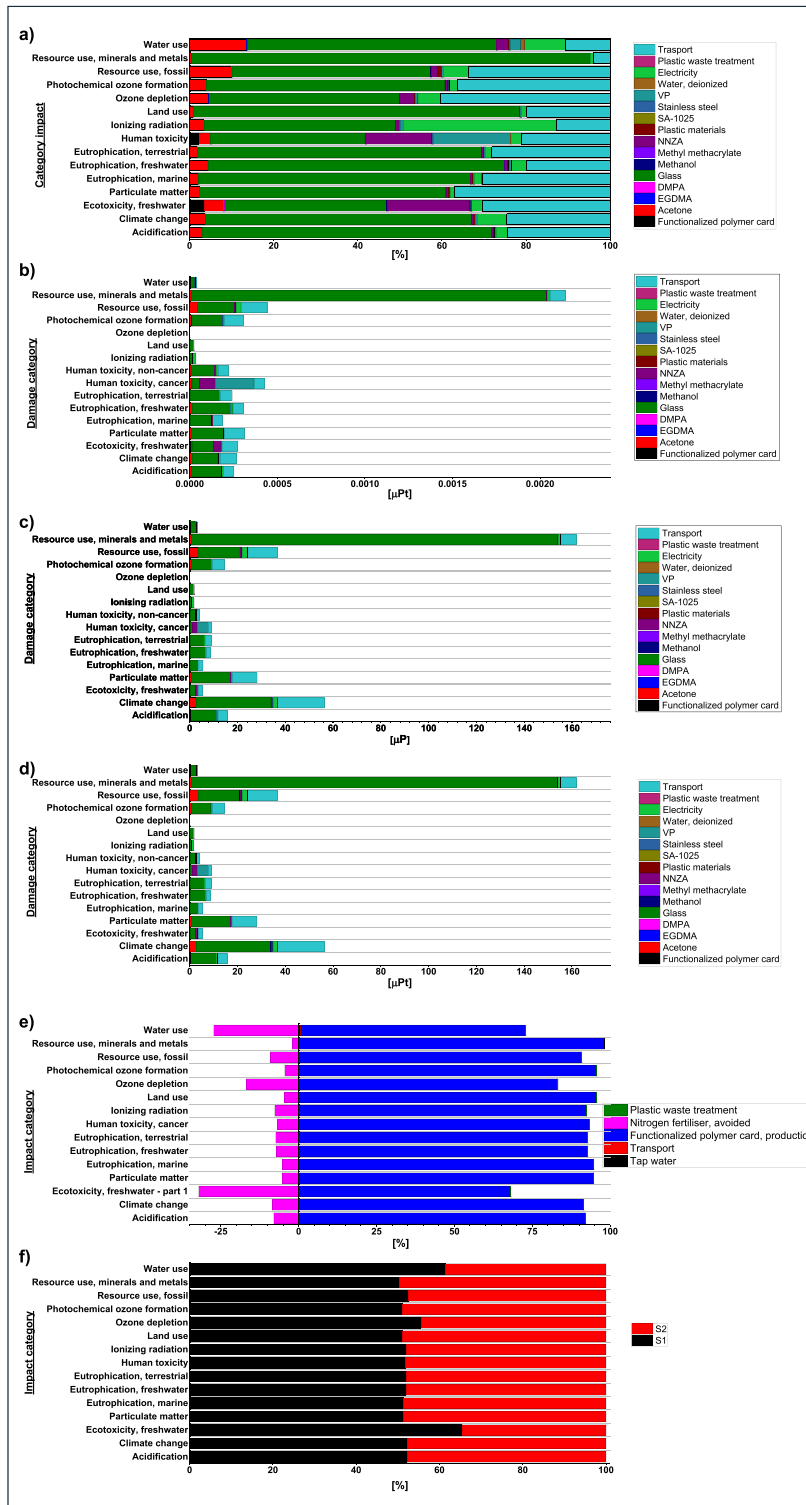 a)
Water use
Resource use, minerals and metals
Resource use, fossil
Photochemical ozone formation
Ozone depletion
Land use
Ionizing radiation
Human toxicity
Eutrophication, terrestrial
Eutrophication, freshwater
Eutrophication, marine
Particulate matter
Ecotoxicity, freshwater
Climate change
Acidification
Category impact
0 20 40 60 80 100
[%]
Transport
Plastic waste treatment
Electricity
Water, deionized
VP
Stainless steel
SA-1025
Plastic materials
NNZA
Methyl methacrylate
Methanol
Glass
DMPA
EGDMA
Acetone
Functionalized polymer card
b)
Water use
Resource use, minerals and metals
Resource use, fossil
Photochemical ozone formation
Ozone depletion
Land use
Ionizing radiation
Human toxicity, non-cancer
Human toxicity, cancer
Eutrophication, terrestrial
Eutrophication, freshwater
Eutrophication, marine
Particulate matter
Ecotoxicity, freshwater
Climate change
Acidification
Damage category
0.0000 0.0005 0.0010 0.0015 0.0020
[µPt]
Transport
Plastic waste treatment
Electricity
Water, deionized
VP
Stainless steel
SA-1025
Plastic materials
NNZA
Methyl methacrylate
Methanol
Glass
DMPA
EGDMA
Acetone
Functionalized polymer card
c)
Water use
Resource use, minerals and metals
Resource use, fossil
Photochemical ozone formation
Ozone depletion
Land use
Ionizing radiation
Human toxicity, non-cancer
Human toxicity, cancer
Eutrophication, terrestrial
Eutrophication, freshwater
Eutrophication, marine
Particulate matter
Ecotoxicity, freshwater
Climate change
Acidification
Damage category
0 20 40 60 80 100 120 140 160
[µP]
Transport
Plastic waste treatment
Electricity
Water, deionized
VP
Stainless steel
SA-1025
Plastic materials
NNZA
Methyl methacrylate
Methanol
Glass
DMPA
EGDMA
Acetone
Functionalized polymer card
d)
Water use
Resource use, minerals and metals
Resource use, fossil
Photochemical ozone formation
Ozone depletion
Land use
Ionizing radiation
Human toxicity, non-cancer
Human toxicity, cancer
Eutrophication, terrestrial
Eutrophication, freshwater
Eutrophication, marine
Particulate matter
Ecotoxicity, freshwater
Climate change
Acidification
Damage category
0 20 40 60 80 100 120 140 160
[µPt]
Transport
Plastic waste treatment
Electricity
Water, deionized
VP
Stainless steel
SA-1025
Plastic materials
NNZA
Methyl methacrylate
Methanol
Glass
DMPA
EGDMA
Acetone
Functionalized polymer card
e)
Water use
Resource use, minerals and metals
Resource use, fossil
Photochemical ozone formation
Ozone depletion
Land use
Ionizing radiation
Human toxicity, cancer
Eutrophication, terrestrial
Eutrophication, freshwater
Eutrophication, marine
Particulate matter
Ecotoxicity, freshwater - part 1
Climate change
Acidification
Impact category
-25 0 25 50 75 100
[%]
Plastic waste treatment
Nitrogen fertiliser, avoided
Functionalized polymer card, productio
Transport
Tap water
f)
Water use
Resource use, minerals and metals
Resource use, fossil
Photochemical ozone formation
Ozone depletion
Land use
Ionizing radiation
Human toxicity
Eutrophication, terrestrial
Eutrophication, freshwater
Eutrophication, marine
Particulate matter
Ecotoxicity, freshwater
Climate change
Acidification
Impact category
0 20 40 60 80 100
[%]
S2
S1